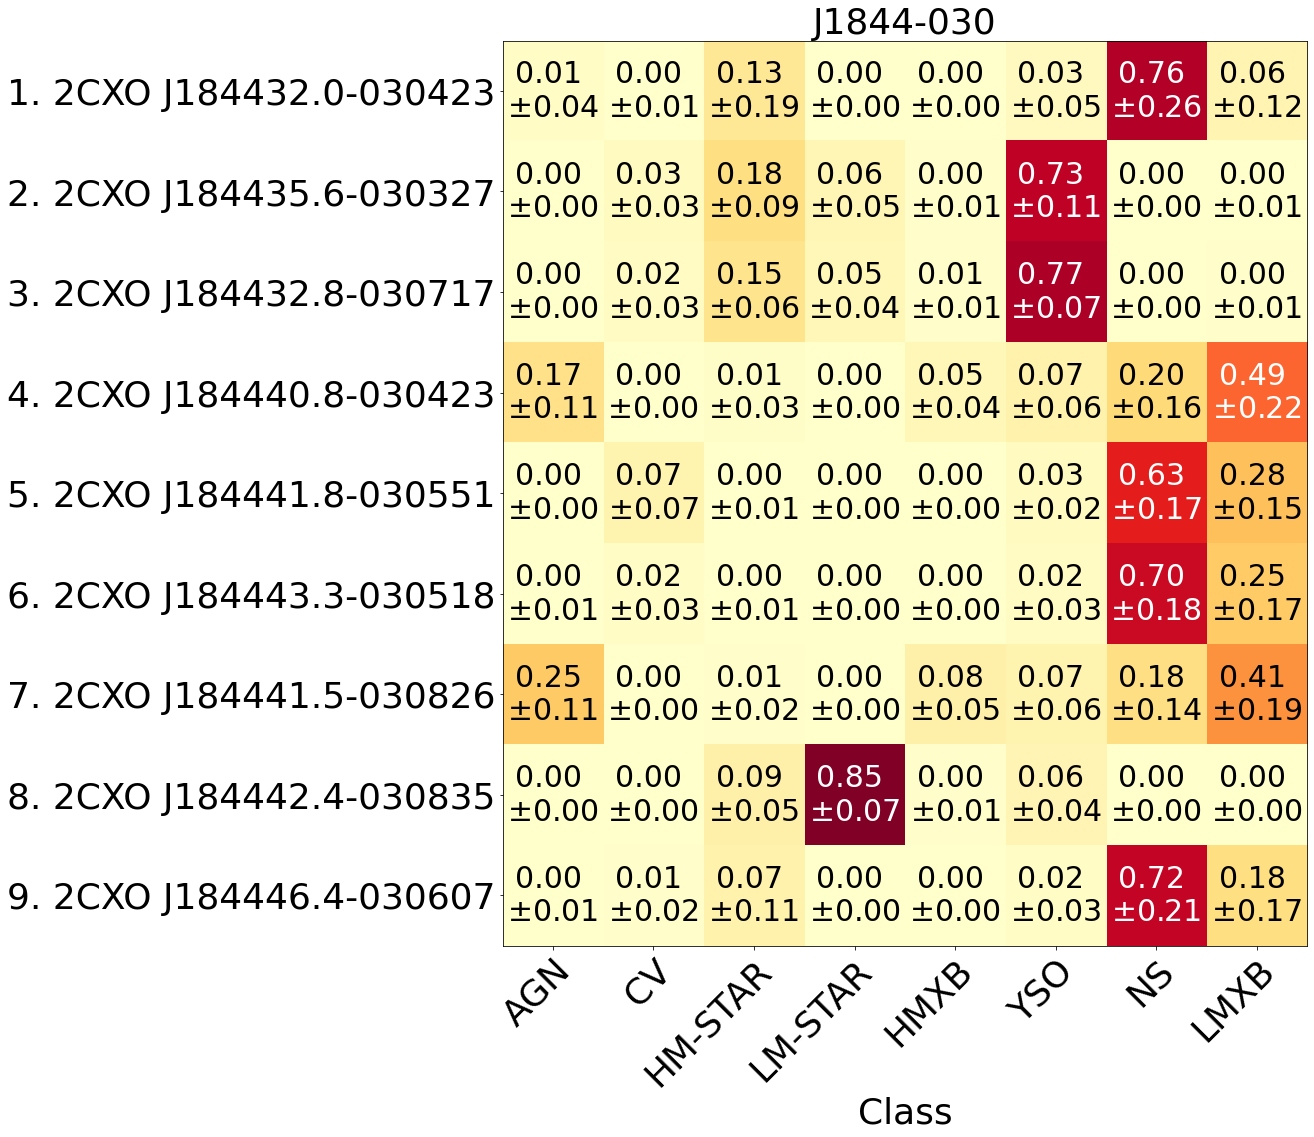 J1844-030
1. 2CXO J184432.0-030423 0.01 0.00 0.13 0.00 0.00 0.03 0.76 0.06
±0.04 ±0.01 ±0.19 ±0.00 ±0.00 ±0.05 ±0.26 ±0.12
2. 2CXO J184435.6-030327 0.00 0.03 0.18 0.06 0.00 0.73 0.00 0.00
±0.00 ±0.03 ±0.09 ±0.05 ±0.01 ±0.11 ±0.00 ±0.01
3. 2CXO J184432.8-030717 0.00 0.02 0.15 0.05 0.01 0.77 0.00 0.00
±0.00 ±0.03 ±0.06 ±0.04 ±0.01 ±0.07 ±0.00 ±0.01
4. 2CXO J184440.8-030423 0.17 0.00 0.01 0.00 0.05 0.07 0.20 0.49
±0.11 ±0.00 ±0.03 ±0.00 ±0.04 ±0.06 ±0.16 ±0.22
5. 2CXO J184441.8-030551 0.00 0.07 0.00 0.00 0.00 0.03 0.63 0.28
±0.00 ±0.07 ±0.01 ±0.00 ±0.00 ±0.02 ±0.17 ±0.15
6. 2CXO J184443.3-030518 0.00 0.02 0.00 0.00 0.00 0.02 0.70 0.25
±0.01 ±0.03 ±0.01 ±0.00 ±0.00 ±0.03 ±0.18 ±0.17
7. 2CXO J184441.5-030826 0.25 0.00 0.01 0.00 0.08 0.07 0.18 0.41
±0.11 ±0.00 ±0.02 ±0.00 ±0.05 ±0.06 ±0.14 ±0.19
8. 2CXO J184442.4-030835 0.00 0.00 0.09 0.85 0.00 0.06 0.00 0.00
±0.00 ±0.00 ±0.05 ±0.07 ±0.01 ±0.04 ±0.00 ±0.00
9. 2CXO J184446.4-030607 0.00 0.01 0.07 0.00 0.00 0.02 0.72 0.18
±0.01 ±0.02 ±0.11 ±0.00 ±0.00 ±0.03 ±0.21 ±0.17
AGN CV HM-STAR LM-STAR HMXB YSO NS LMXB
Class